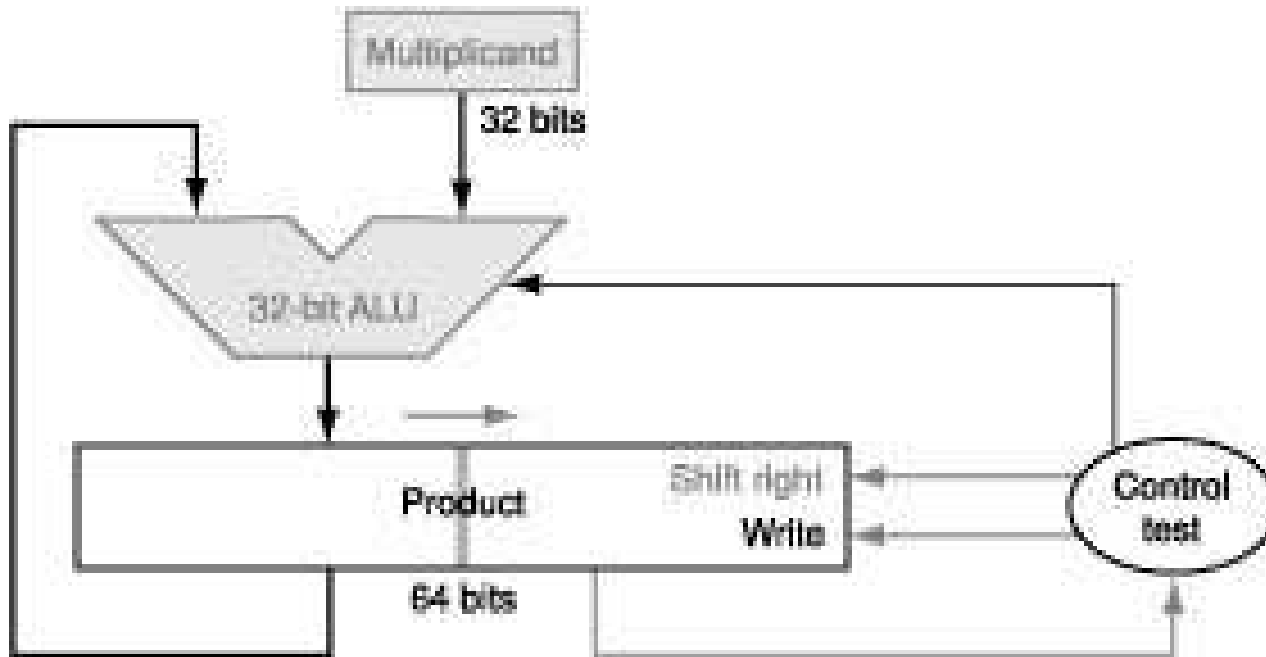 Multiplicand
32 bits
32-bit ALU
Shift right
Product
Write
64 bits
Control
test